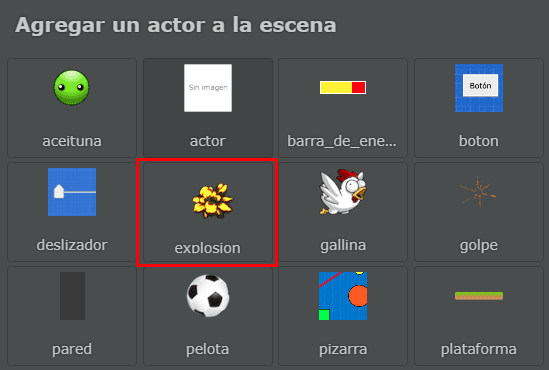 Agregar un actor a la escena
Sin imagen
Botón
aceituna
actor
barra_de_ene...
boton
deslizador
explosion
gallina
golpe
pared
pelota
pizarra
plataforma